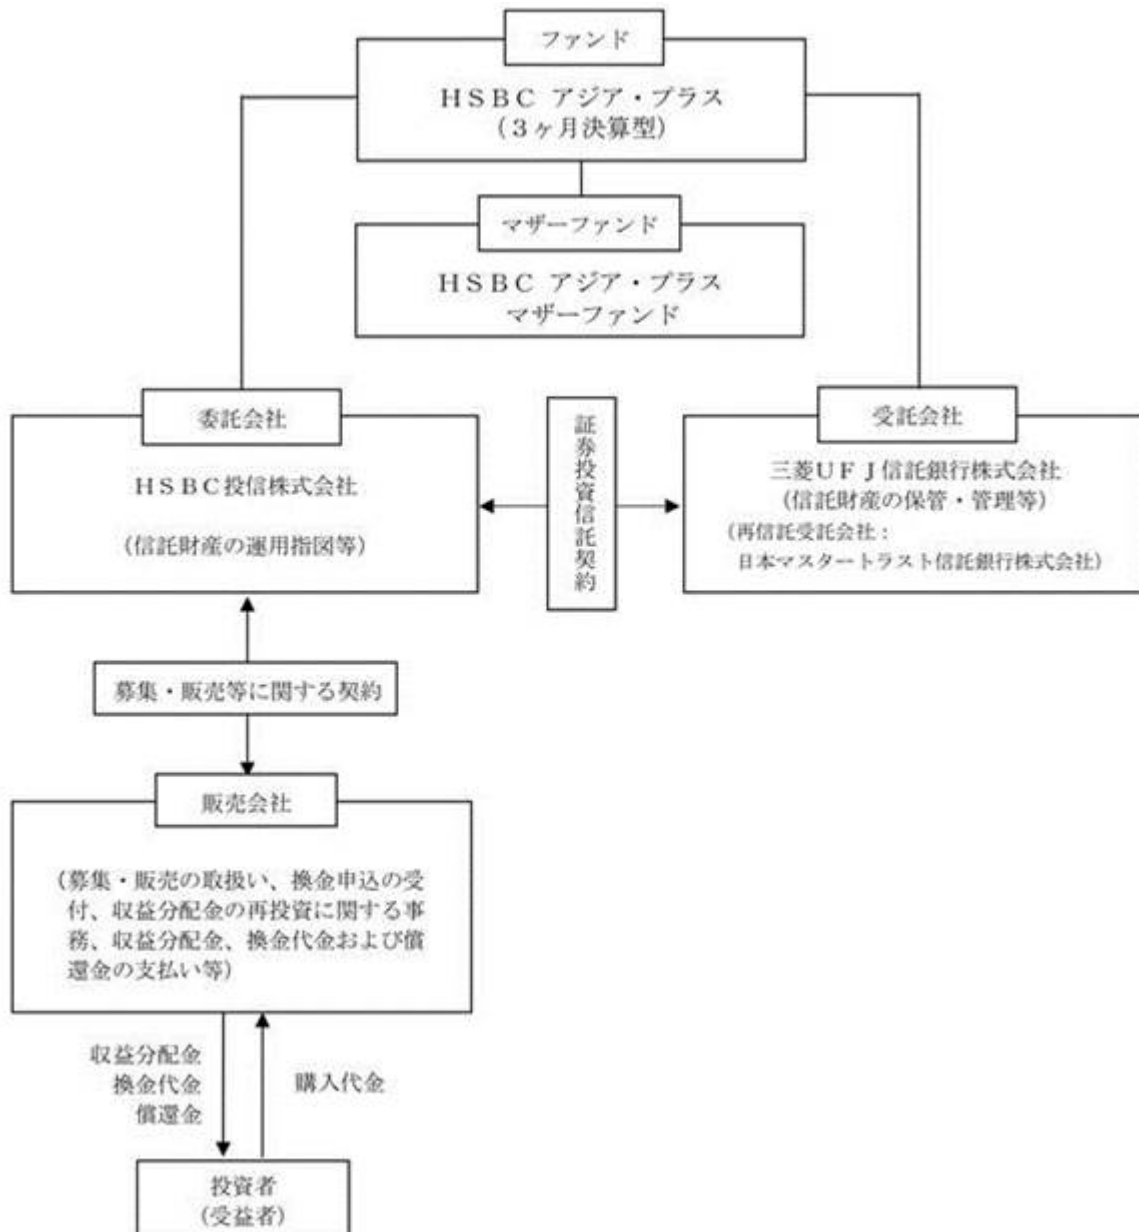 ファンド
HSBC アジア・プラス
(3ヶ月決算型)
マザーファンド
HSBC アジア・プラス
マザーファンド
委託会社
HSBC投信株式会社
(信託財産の運用指図等)
証券投資信託契約
受託会社
三菱UFJ信託銀行株式会社
(信託財産の保管・管理等)
(再信託受託会社:
日本マスタートラスト信託銀行株式会社)
募集・販売等に関する契約
販売会社
(募集・販売の取扱い、換金申込の受
付、収益分配金の再投資に関する事
務、収益分配金、換金代金および償
還金の支払い等)
収益分配金
換金代金
償還金
購入代金
投資者
(受益者)